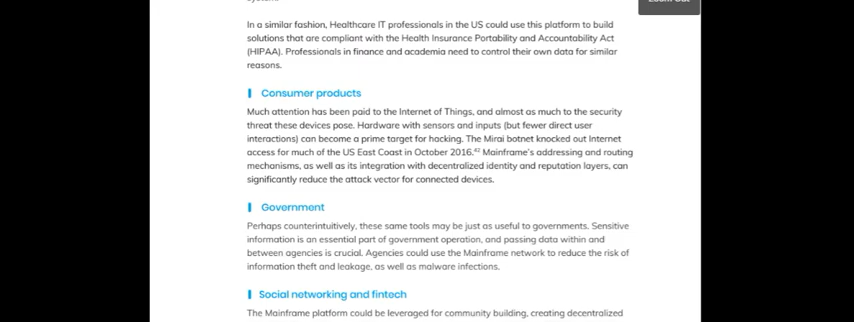 In a similar fashion, Healthcare IT professionals in the US could use this platform to build
solutions that are compliant with the Health Insurance Portability and Accountability Act
(HIPAA). Professionals in finance and academia need to control their own data for similar
reasons.
Consumer products
Much attention has been paid to the Internet of Things, and almost as much to the security
threat these devices pose. Hardware with sensors and inputs (but fewer direct user
interactions) can become a prime target for hacking. The Mirai botnet knocked out Internet
access for much of the US East Coast in October 2016.⁴² Mainframe's addressing and routing
mechanisms, as well as its integration with decentralized identity and reputation layers, can
significantly reduce the attack vector for connected devices.
Government
Perhaps counterintuitively, these same tools may be just as useful to governments. Sensitive
information is an essential part of government operation, and passing data within and
between agencies is crucial. Agencies could use the Mainframe network to reduce the risk of
information theft and leakage, as well as malware infections.
Social networking and fintech
The Mainframe platform could be leveraged for community building, creating decentralized